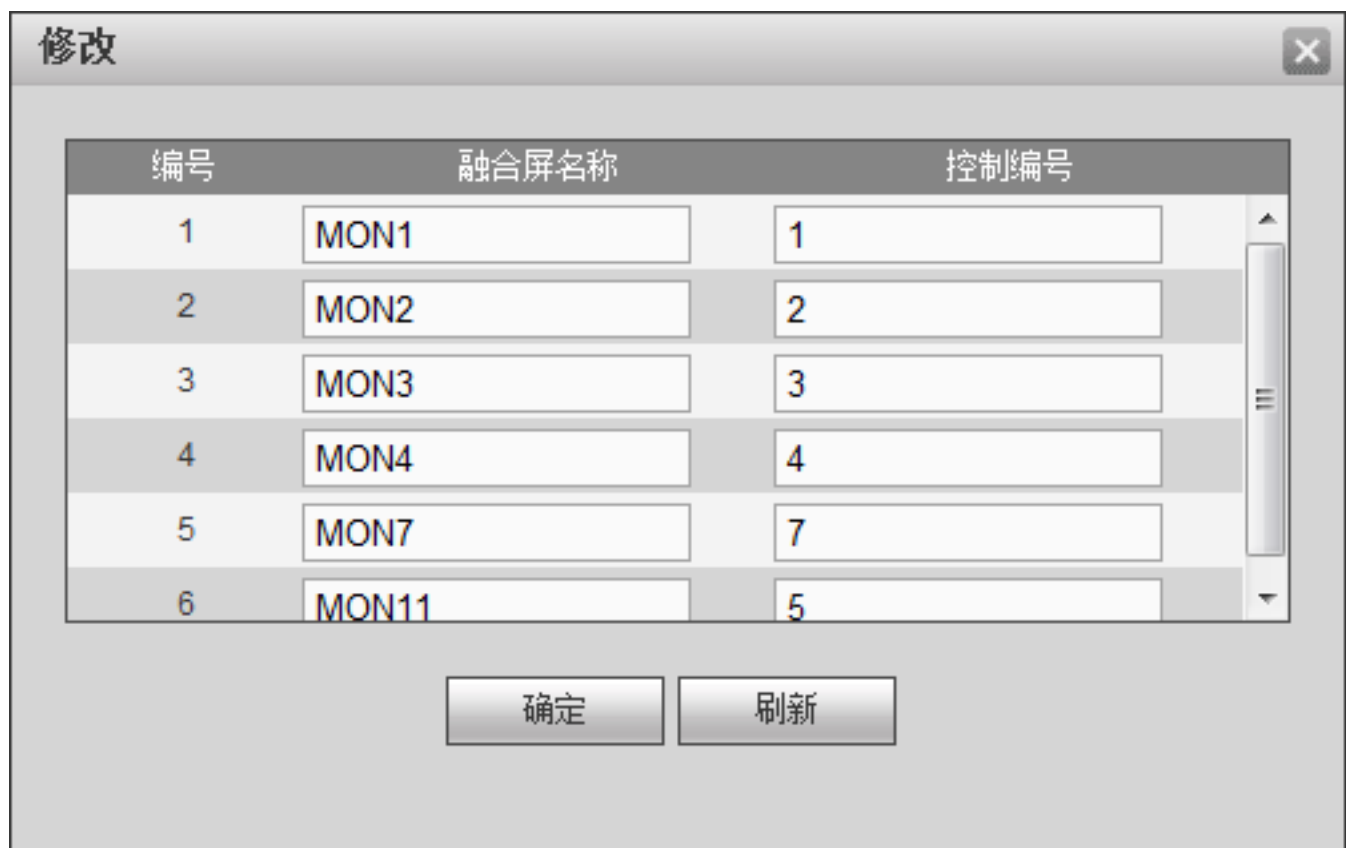 修改
编号 融合屏名称 控制编号
1 MON1 1
2 MON2 2
3 MON3 3
4 MON4 4
5 MON7 7
6 MON11 5
确定 刷新